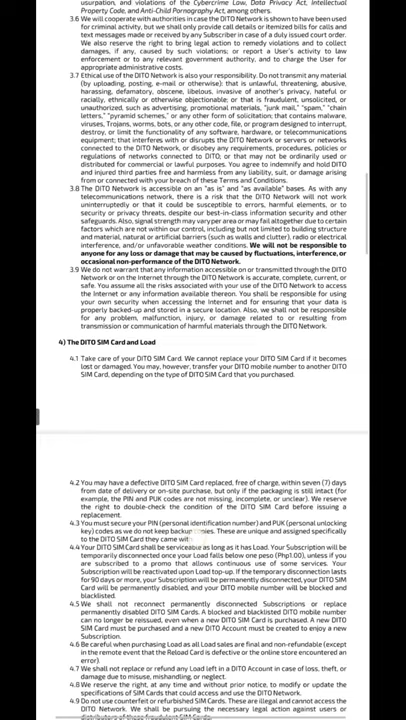 usurpation, and violations of the Cybercrime Law, Data Privacy Act, Intellectual
Property Code, and Anti-Child Pornography Act, among others.
3.6 We will cooperate with authorities in case the DITO Network is shown to have been used
for criminal activity, but we shall only provide call details or itemized bills for calls and
text messages made or received by any Subscriber in case of a duly issued court order.
We also reserve the right to bring legal action to remedy violations and to collect
damages, if any, caused by such violations; or report a User's activity to law
enforcement or to any relevant government authority, and to charge the User for
appropriate administrative costs.
3.7 Ethical use of the DITO Network is also your responsibility. Do not transmit any material
(by uploading, posting, e-mail or otherwise): that is unlawful, threatening, abusive,
harassing, defamatory, obscene, libelous, invasive of another's privacy, hateful or
racially, ethnically or otherwise objectionable; or that is fraudulent, unsolicited, or
unauthorized, such as advertising, promotional materials, "junk mail," "spam," "chain
letters," "pyramid schemes," or any other form of solicitation; that contains malware,
viruses, Trojans, worms, bots, or any other code, file, or program designed to interrupt,
destroy, or limit the functionality of any software, hardware, or telecommunications
equipment; that interferes with or disrupts the DITO Network or servers or networks
connected to the DITO Network, or disobey any requirements, procedures, policies or
regulations of networks connected to DITO; or that may not be ordinarily used or
distributed for commercial or lawful purposes. You agree to indemnify and hold DITO
and injured third parties free and harmless from any liability, suit, or damage arising
from or connected with your breach of these Terms and Conditions.
3.8 The DITO Network is accessible on an "as is" and "as available" bases. As with any
telecommunications network, there is a risk that the DITO Network will not work
uninterruptedly or that it could be susceptible to errors, harmful elements, or to
security or privacy threats, despite our best-in-class information security and other
safeguards. Also, signal strength may vary per area or may fail altogether due to certain
factors which are not within our control, including but not limited to building structure
and material, natural or artificial barriers (such as walls and clutter), radio or electrical
interference, and/or unfavorable weather conditions. We will not be responsible to
anyone for any loss or damage that may be caused by fluctuations, interference, or
occasional non-performance of the DITO Network.
3.9 We do not warrant that any information accessible on or transmitted through the DITO
Network or on the Internet through the DITO Network is accurate, complete, current, or
safe. You assume all the risks associated with your use of the DITO Network to access
the Internet or any information available thereon. You shall be responsible for using
your own security when accessing the Internet and for ensuring that your data is
properly backed-up and stored in a secure location. Also, we shall not be responsible
for any problem, malfunction, injury, or damage related to or resulting from
transmission or communication of harmful materials through the DITO Network.
4) The DITO SIM Card and Load
4.1 Take care of your DITO SIM Card. We cannot replace your DITO SIM Card if it becomes
lost or damaged. You may, however, transfer your DITO mobile number to another DITO
SIM Card, depending on the type of DITO SIM Card that you purchased.
4.2 You may have a defective DITO SIM Card replaced, free of charge, within seven (7) days
from date of delivery or on-site purchase, but only if the packaging is still intact (for
example, the PIN and PUK codes are not missing, incomplete, or unclear). We reserve
the right to double-check the condition of the DITO SIM Card before issuing a
replacement.
4.3 You must secure your PIN (personal identification number) and PUK (personal unlocking
key) codes as we do not keep backup copies. These are unique and assigned specifically
to the DITO SIM Card they came with.
4.4 Your DITO SIM Card shall be serviceable as long as it has Load. Your Subscription will be
temporarily disconnected once your Load falls below one peso (Php1.00), unless if you
are subscribed to a promo that allows continuous use of some services. Your
Subscription will be reactivated upon Load top-up. If the temporary disconnection lasts
for 90 days or more, your Subscription will be permanently disconnected, your DITO SIM
Card will be permanently disabled, and your DITO mobile number will be blocked and
blacklisted.
4.5 We shall not reconnect permanently disconnected Subscriptions or replace
permanently disabled DITO SIM Cards. A blocked and blacklisted DITO mobile number
can no longer be reissued, even when a new DITO SIM Card is purchased. A new DITO
SIM Card must be purchased and a new DITO Account must be created to enjoy a new
Subscription.
4.6 Be careful when purchasing Load as all Load sales are final and non-refundable (except
in the remote event that the Reload Card is defective or the online store encountered an
error).
4.7 We shall not replace or refund any Load left in a DITO Account in case of loss, theft, or
damage due to misuse, mishandling, or neglect.
4.8 We reserve the right, at any time and without prior notice, to modify or update the
specifications of SIM Cards that could access and use the DITO Network.
4.9 Do not use counterfeit or refurbished SIM Cards. These are illegal and cannot access the
DITO Network. We shall be pursuing the necessary legal action against users or
distributors of these fraudulent SIM Cards.